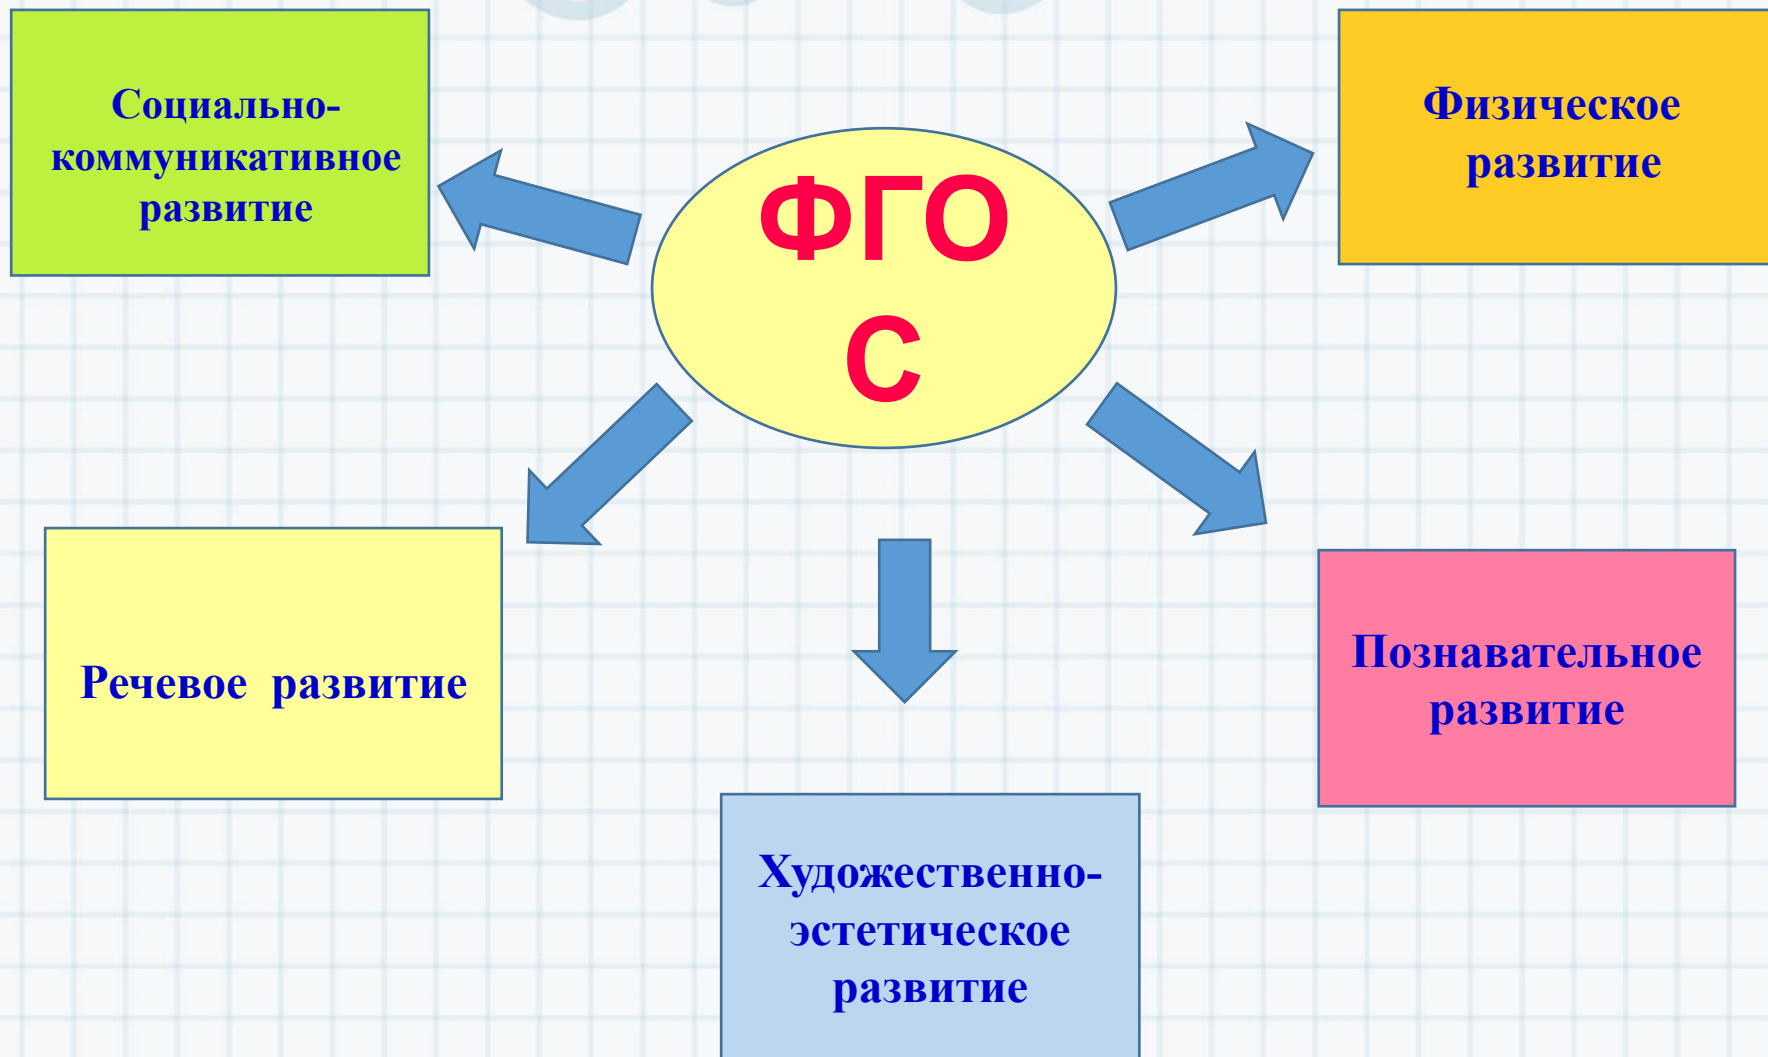 Социально-
коммуникативное
развитие
ФГО
С
Физическое
развитие
Речевое развитие
Познавательное
развитие
Художественно-
эстетическое
развитие